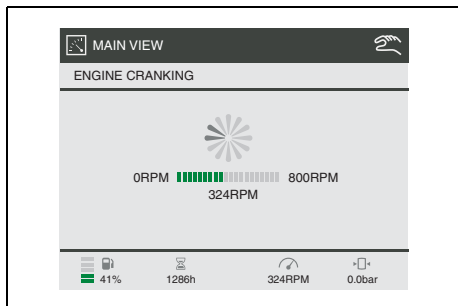 MAIN VIEW
ENGINE CRANKING
0RPM 800RPM
324RPM
41% 1286h 324RPM 0.0bar